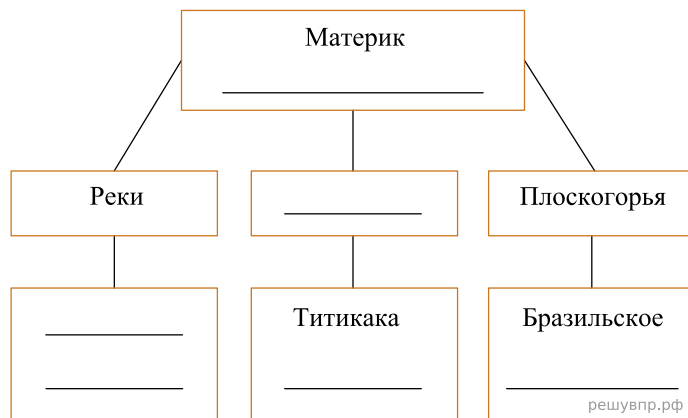 Материк
Реки
Плоскогорья
Титикака
Бразильское
решувпр.рф